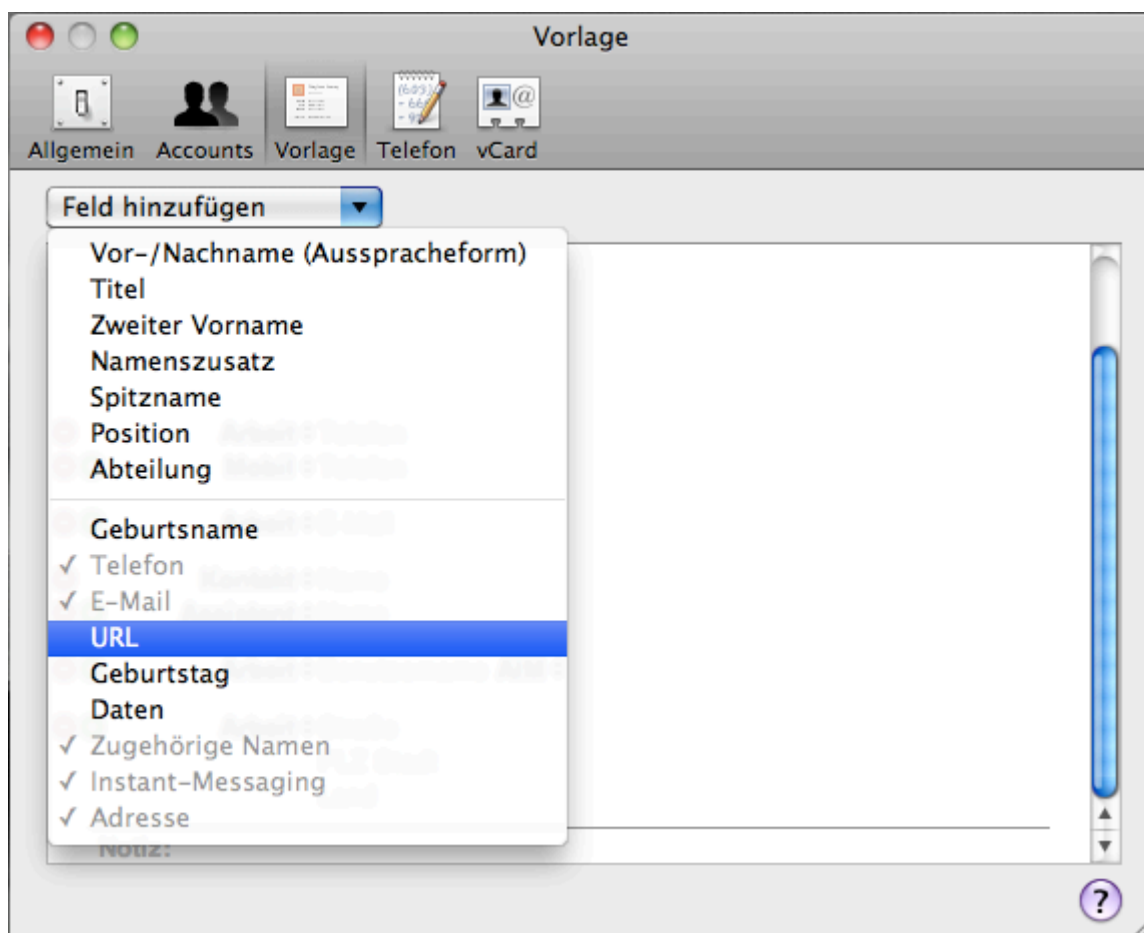 Vorlage
Allgemein Accounts Vorlage Telefon vCard
Feld hinzufügen
Vor-/Nachname (Ausspracheform)
Titel
Zweiter Vorname
Namenszusatz
Spitzname
Position
Abteilung
Geburtsname
✓ Telefon
✓ E-Mail
URL
Geburtstag
Daten
✓ Zugehörige Namen
✓ Instant-Messaging
✓ Adresse
Notiz:
?